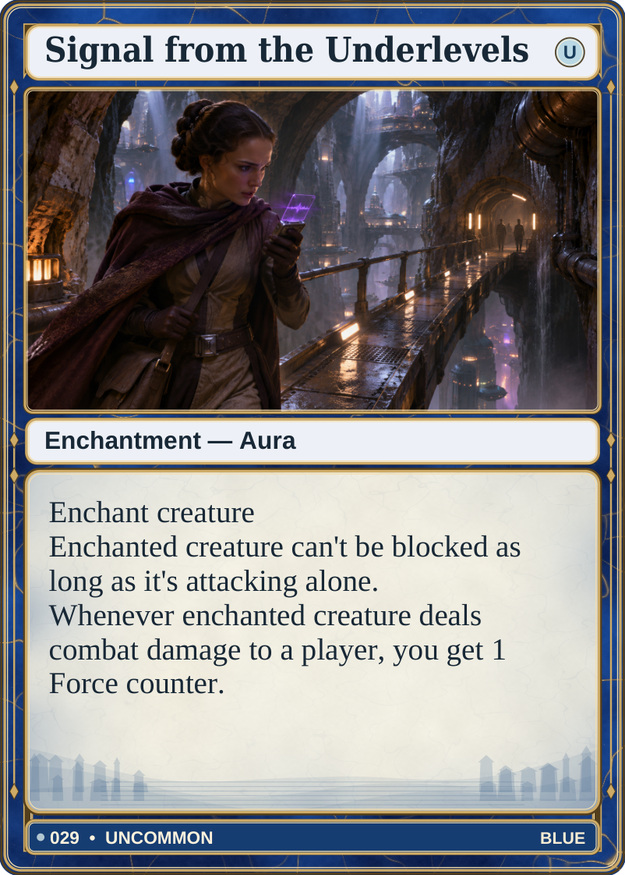 Signal from the Underlevels U
Enchantment — Aura
Enchant creature
Enchanted creature can't be blocked as
long as it's attacking alone.
Whenever enchanted creature deals
combat damage to a player, you get 1
Force counter.
029 • UNCOMMON BLUE